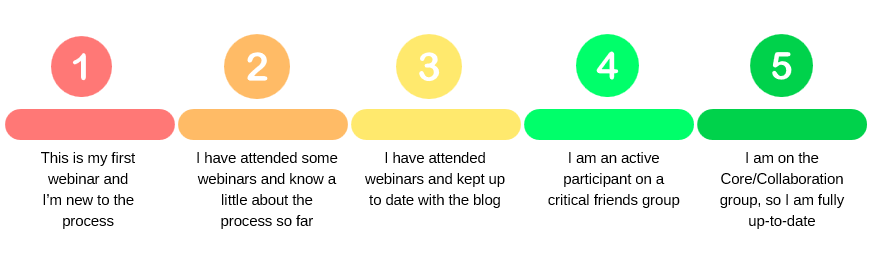 1
2
3
4
5
This is my first
webinar and
I'm new to the
process
I have attended some
webinars and know a
little about the
process so far
I have attended
webinars and kept up
to date with the blog
I am an active
participant on a
critical friends group
I am on the
Core/Collaboration
group, so I am fully
up-to-date